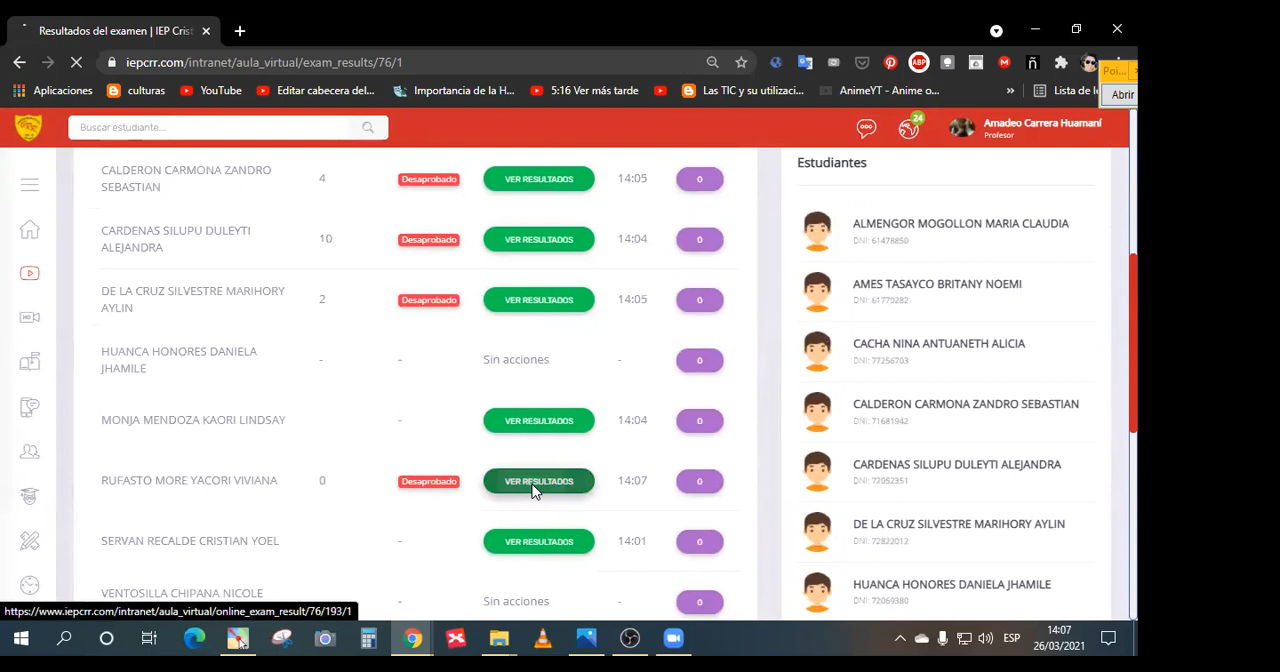 Resultados del examen | IEP Crist
iepcrr.com/intranet/aula_virtual/exam_results/76/1
Poi...
Aplicaciones
culturas
YouTube
Editar cabecera del...
Importancia de la H...
5:16 Ver más tarde
Las TIC y su utilizaci...
AnimeYT - Anime o...
»
Lista de le
Abrir
Buscar estudiante...
24
Amadeo Carrera Huamaní
Profesor
CALDERON CARMONA ZANDRO
SEBASTIAN
4
Desaprobado
VER RESULTADOS
14:05
0
CARDENAS SILUPU DULEYTI
ALEJANDRA
10
Desaprobado
VER RESULTADOS
14:04
0
DE LA CRUZ SILVESTRE MARIHORY
AYLIN
2
Desaprobado
VER RESULTADOS
14:05
0
HUANCA HONORES DANIELA
JHAMILE
-
-
Sin acciones
-
0
MONJA MENDOZA KAORI LINDSAY
-
VER RESULTADOS
14:04
0
RUFASTO MORE YACORI VIVIANA
0
Desaprobado
VER RESULTADOS
14:07
0
SERVAN RECALDE CRISTIAN YOEL
-
VER RESULTADOS
14:01
0
VENTOSILLA CHIPANA NICOLE
-
Sin acciones
-
0
Estudiantes
ALMENGOR MOGOLLON MARIA CLAUDIA
DNI: 61478850
AMES TASAYCO BRITANY NOEMI
DNI: 61770282
CACHA NINA ANTUANETH ALICIA
DNI: 77256703
CALDERON CARMONA ZANDRO SEBASTIAN
DNI: 71681942
CARDENAS SILUPU DULEYTI ALEJANDRA
DNI: 72052351
DE LA CRUZ SILVESTRE MARIHORY AYLIN
DNI: 72822012
HUANCA HONORES DANIELA JHAMILE
DNI: 72069380
https://www.iepcrr.com/intranet/aula_virtual/online_exam_result/76/193/1
ESP
14:07
26/03/2021